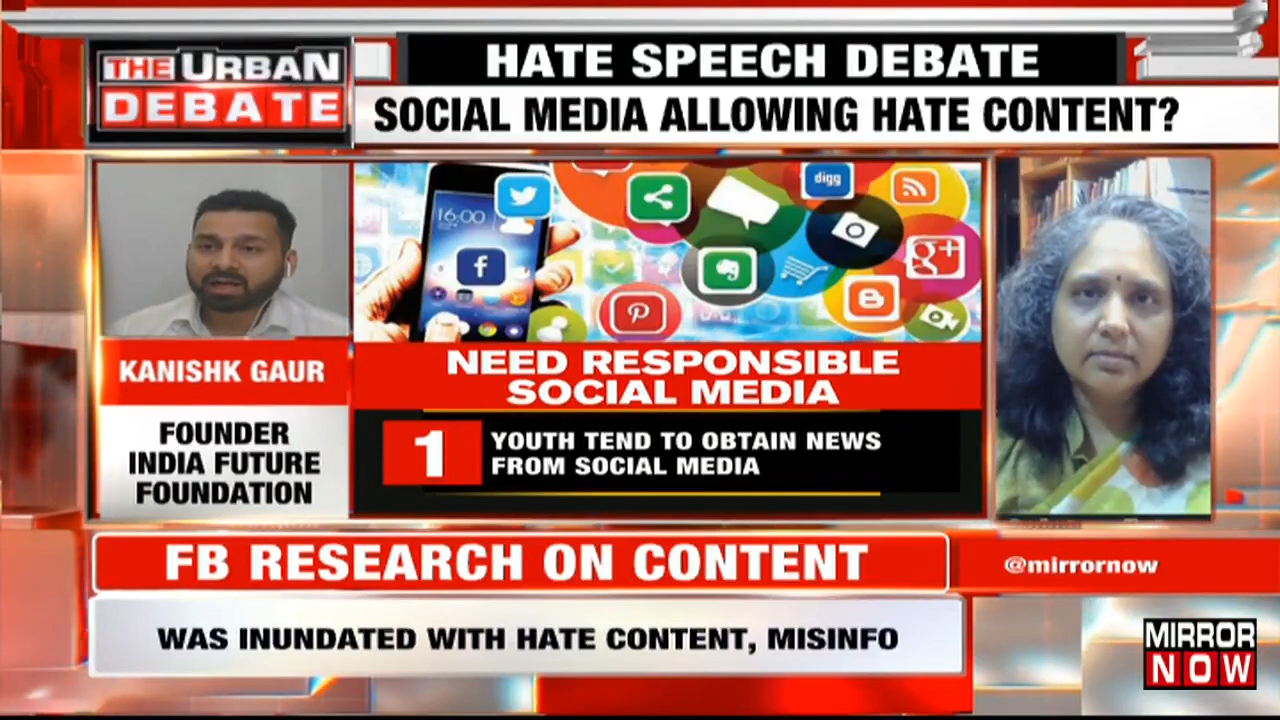 THE URBAN
DEBATE
HATE SPEECH DEBATE
SOCIAL MEDIA ALLOWING HATE CONTENT?
16:00
digg
g+
KANISHK GAUR
FOUNDER
INDIA FUTURE
FOUNDATION
NEED RESPONSIBLE
SOCIAL MEDIA
1
YOUTH TEND TO OBTAIN NEWS
FROM SOCIAL MEDIA
FB RESEARCH ON CONTENT
@mirrornow
WAS INUNDATED WITH HATE CONTENT, MISINFO
MIRROR
NOW